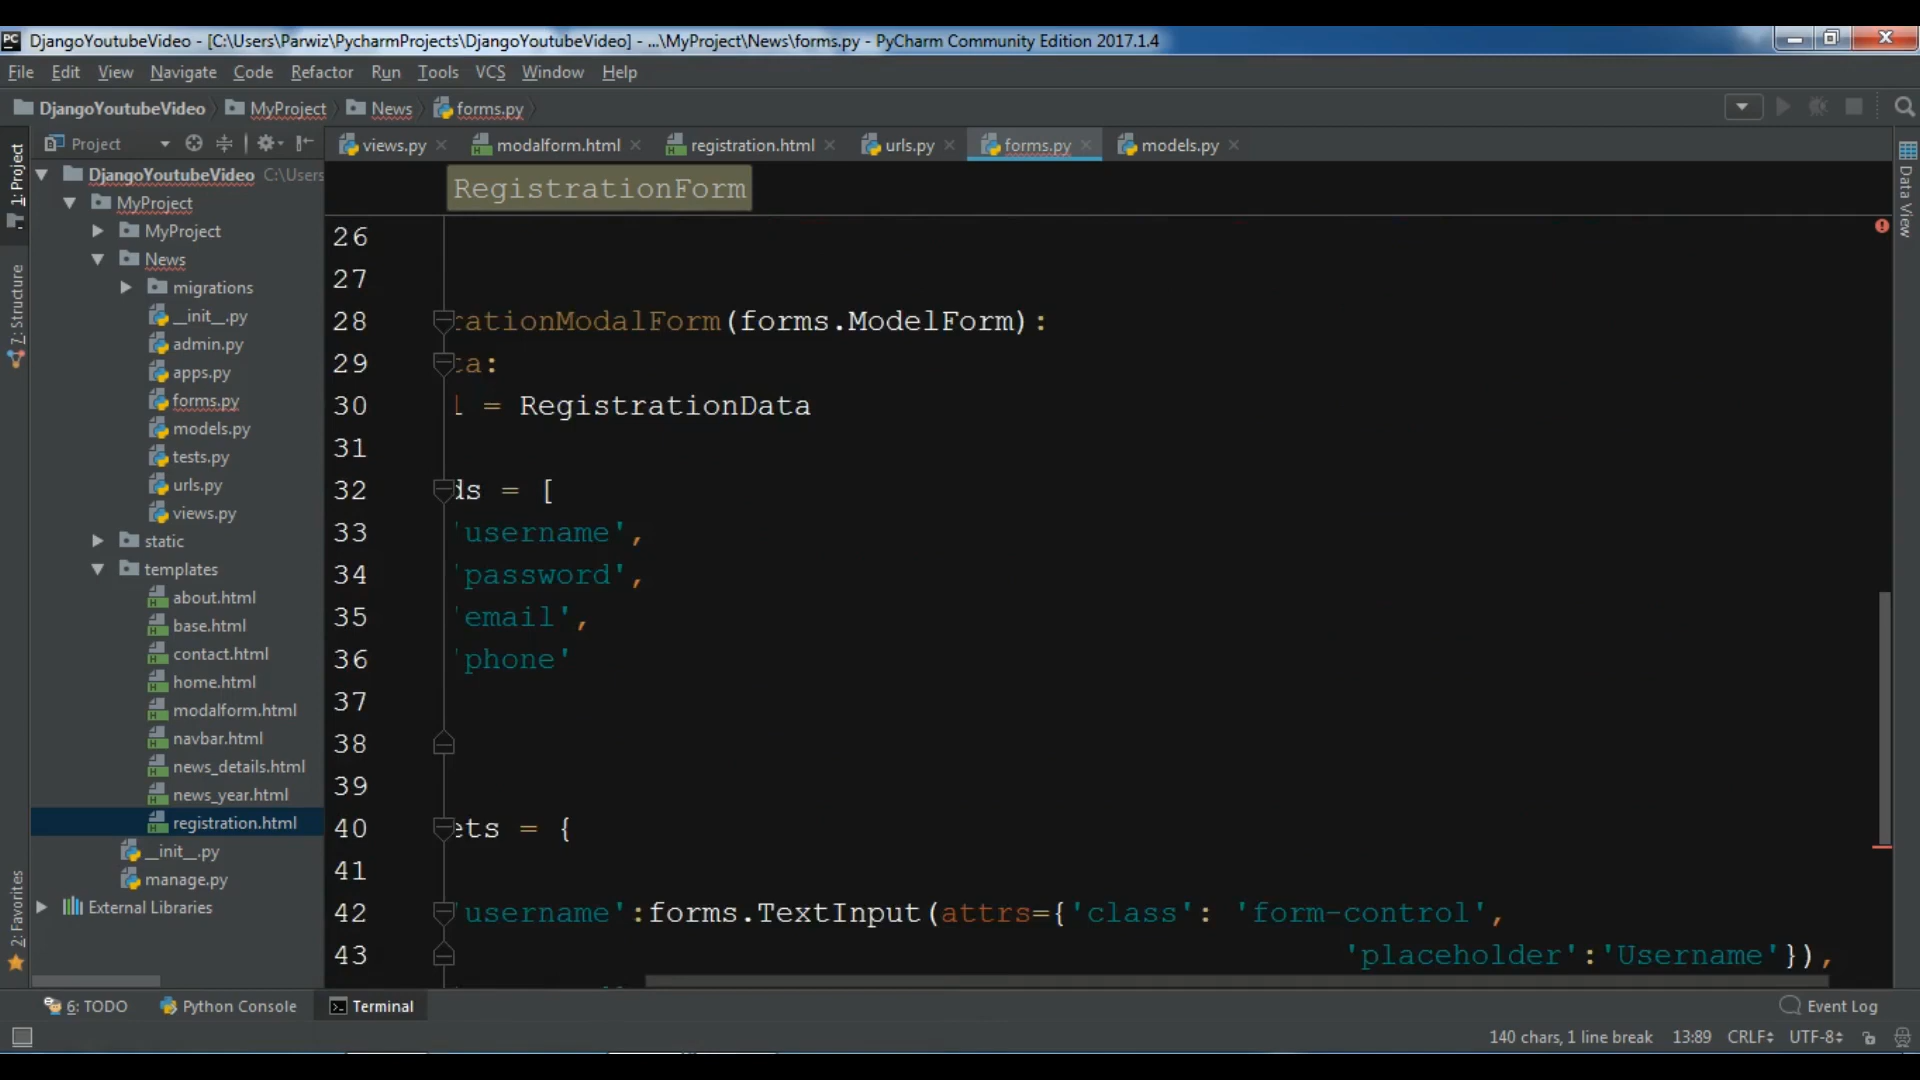 PC DjangoYoutubeVideo - [C:\Users\Parwiz\PycharmProjects\DjangoYoutubeVideo] - ...\MyProject\News\forms.py - PyCharm Community Edition 2017.1.4
File Edit View Navigate Code Refactor Run Tools VCS Window Help
DjangoYoutubeVideo MyProject News forms.py
Project
views.py modalform.html registration.html urls.py forms.py models.py
1: Project
7: Structure
2: Favorites
Data View
DjangoYoutubeVideo C:\Users
MyProject
MyProject
News
migrations
__init__.py
admin.py
apps.py
forms.py
models.py
tests.py
urls.py
views.py
static
templates
about.html
base.html
contact.html
home.html
modalform.html
navbar.html
news_details.html
news_year.html
registration.html
__init__.py
manage.py
External Libraries
RegistrationForm
26
27
28 rationModalForm(forms.ModelForm):
29 ta:
30 l = RegistrationData
31
32 ds = [
33 'username',
34 'password',
35 'email',
36 'phone'
37
38
39
40 ets = {
41
42 'username':forms.TextInput(attrs={'class': 'form-control',
43 'placeholder':'Username'}),
6: TODO Python Console Terminal Event Log
140 chars, 1 line break 13:89 CRLF UTF-8